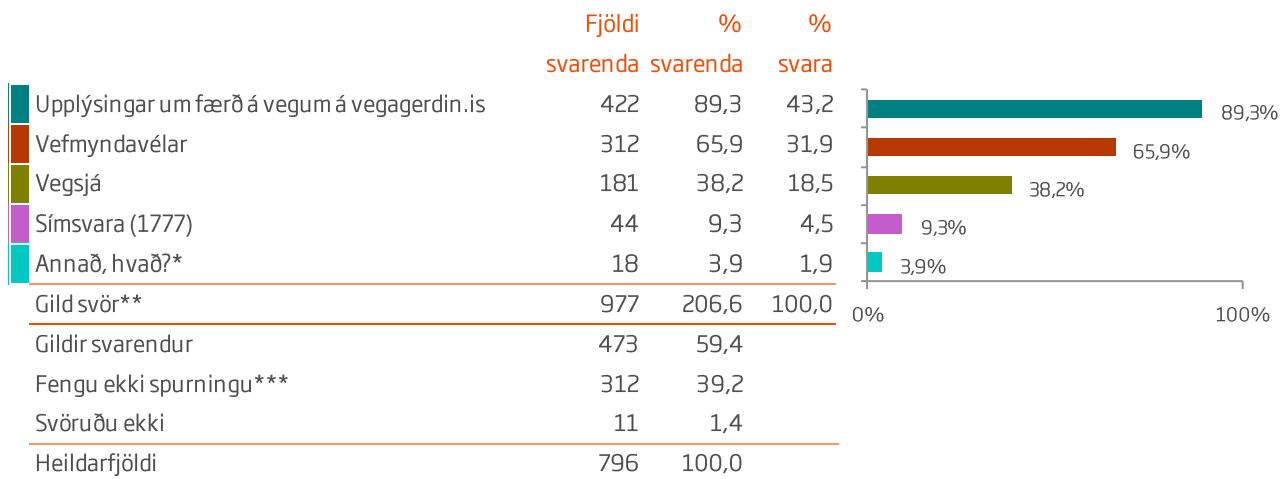 Fjöldi % %
svarenda svarenda svara
Upplýsingar um færð á vegum á vegagerdin.is 422 89,3 43,2 89,3%
Vefmyndavélar 312 65,9 31,9 65,9%
Vegsjá 181 38,2 18,5 38,2%
Símsvara (1777) 44 9,3 4,5 9,3%
Annað, hvað?* 18 3,9 1,9 3,9%
Gild svör** 977 206,6 100,0 0% 100%
Gildir svarendur 473 59,4
Fengu ekki spurningu*** 312 39,2
Svöruðu ekki 11 1,4
Heildarfjöldi 796 100,0